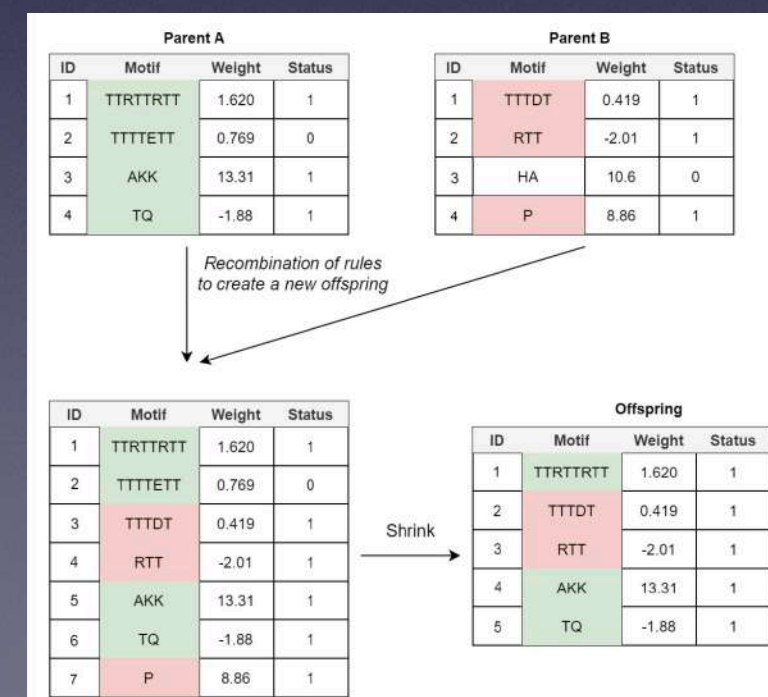 Parent A
ID Motif Weight Status
1 TTRTTRTT 1.620 1
2 TTTTETT 0.769 0
3 AKK 13.31 1
4 TQ -1.88 1
Parent B
ID Motif Weight Status
1 TTTDT 0.419 1
2 RTT -2.01 1
3 HA 10.6 0
4 P 8.86 1
Recombination of rules
to create a new offspring
ID Motif Weight Status
1 TTRTTRTT 1.620 1
2 TTTTETT 0.769 0
3 TTTDT 0.419 1
4 RTT -2.01 1
5 AKK 13.31 1
6 TQ -1.88 1
7 P 8.86 1
Shrink
Offspring
ID Motif Weight Status
1 TTRTTRTT 1.620 1
2 TTTDT 0.419 1
3 RTT -2.01 1
4 AKK 13.31 1
5 TQ -1.88 1